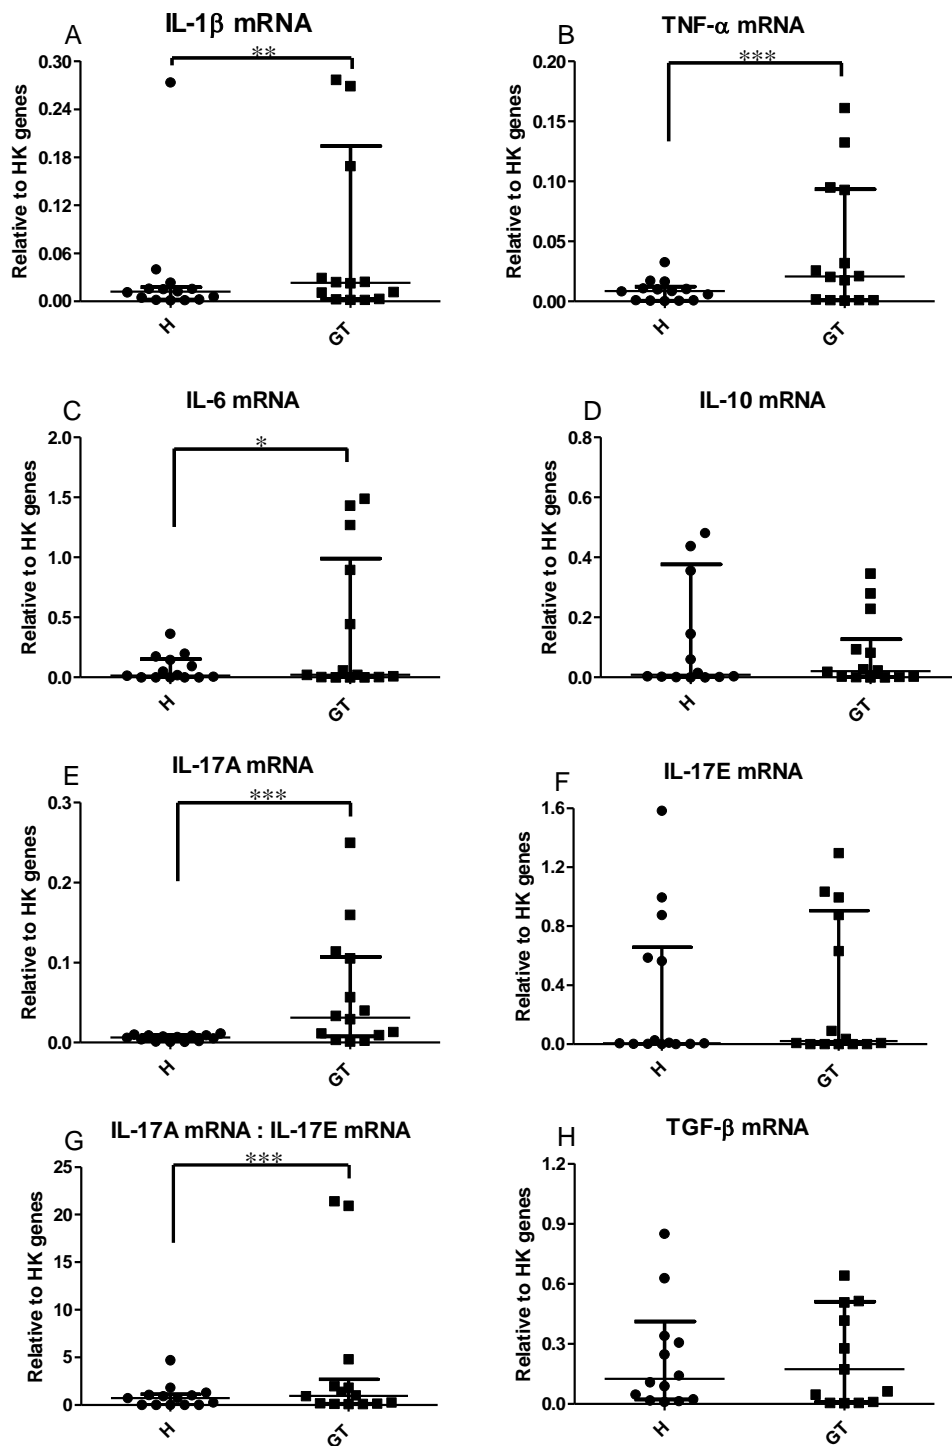 A
IL-1β mRNA
**
Relative to HK genes
0.30
0.24
0.18
0.12
0.06
0.00
H
GT
B
TNF-α mRNA
***
Relative to HK genes
0.20
0.15
0.10
0.05
0.00
H
GT
C
IL-6 mRNA
*
Relative to HK genes
2.0
1.5
1.0
0.5
0.0
H
GT
D
IL-10 mRNA
Relative to HK genes
0.8
0.6
0.4
0.2
0.0
H
GT
E
IL-17A mRNA
***
Relative to HK genes
0.3
0.2
0.1
0.0
H
GT
F
IL-17E mRNA
Relative to HK genes
1.6
1.2
0.8
0.4
0.0
H
GT
G
IL-17A mRNA : IL-17E mRNA
***
Relative to HK genes
25
20
15
10
5
0
H
GT
H
TGF-β mRNA
Relative to HK genes
1.2
0.9
0.6
0.3
0.0
H
GT